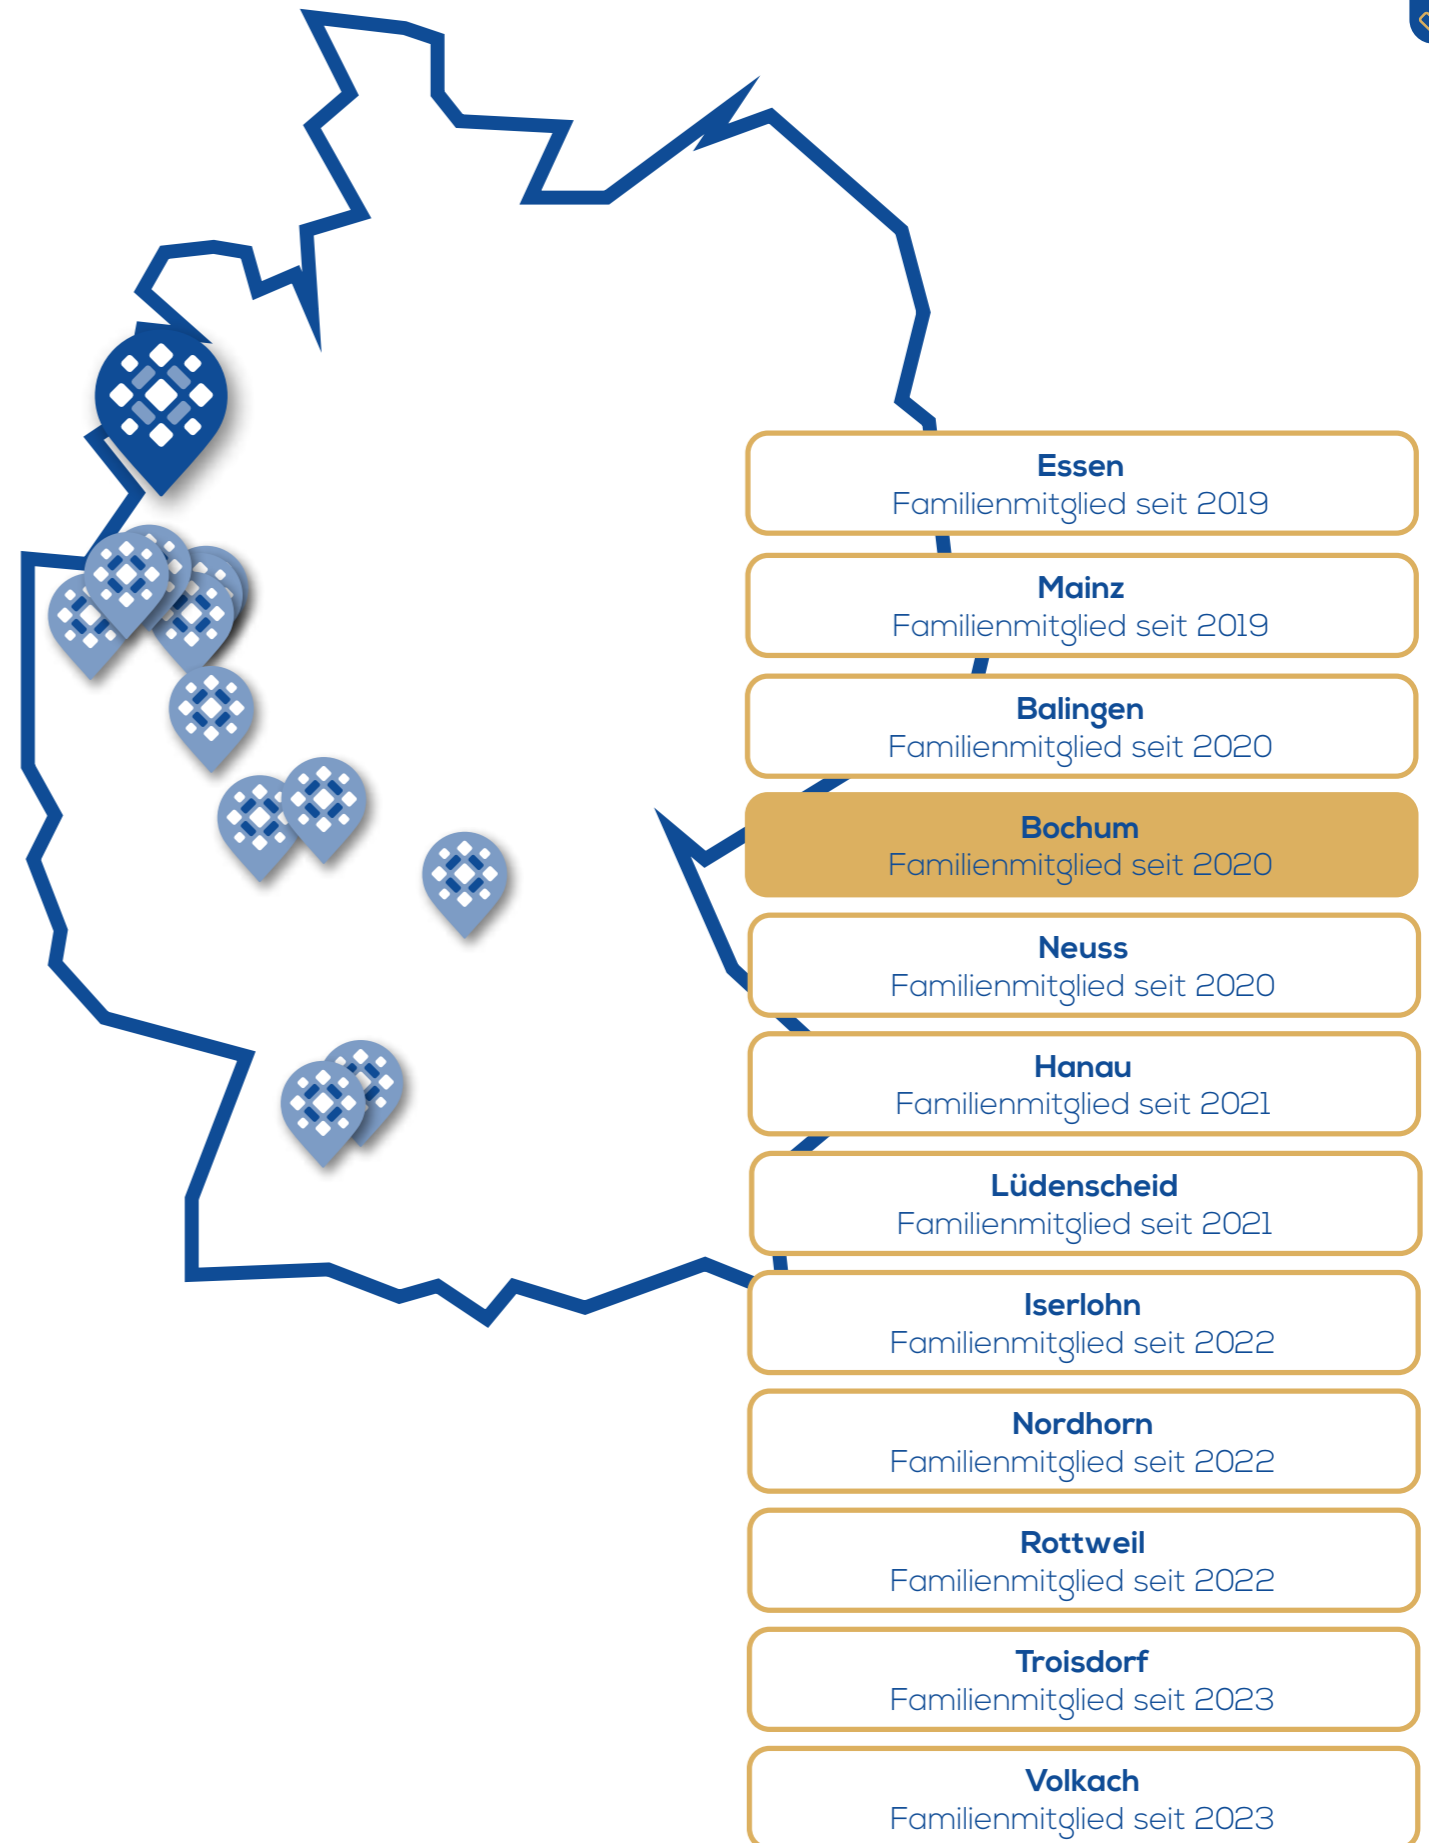 Essen
Familienmitglied seit 2019
Mainz
Familienmitglied seit 2019
Balingen
Familienmitglied seit 2020
Bochum
Familienmitglied seit 2020
Neuss
Familienmitglied seit 2020
Hanau
Familienmitglied seit 2021
Lüdenscheid
Familienmitglied seit 2021
Iserlohn
Familienmitglied seit 2022
Nordhorn
Familienmitglied seit 2022
Rottweil
Familienmitglied seit 2022
Troisdorf
Familienmitglied seit 2023
Volkach
Familienmitglied seit 2023